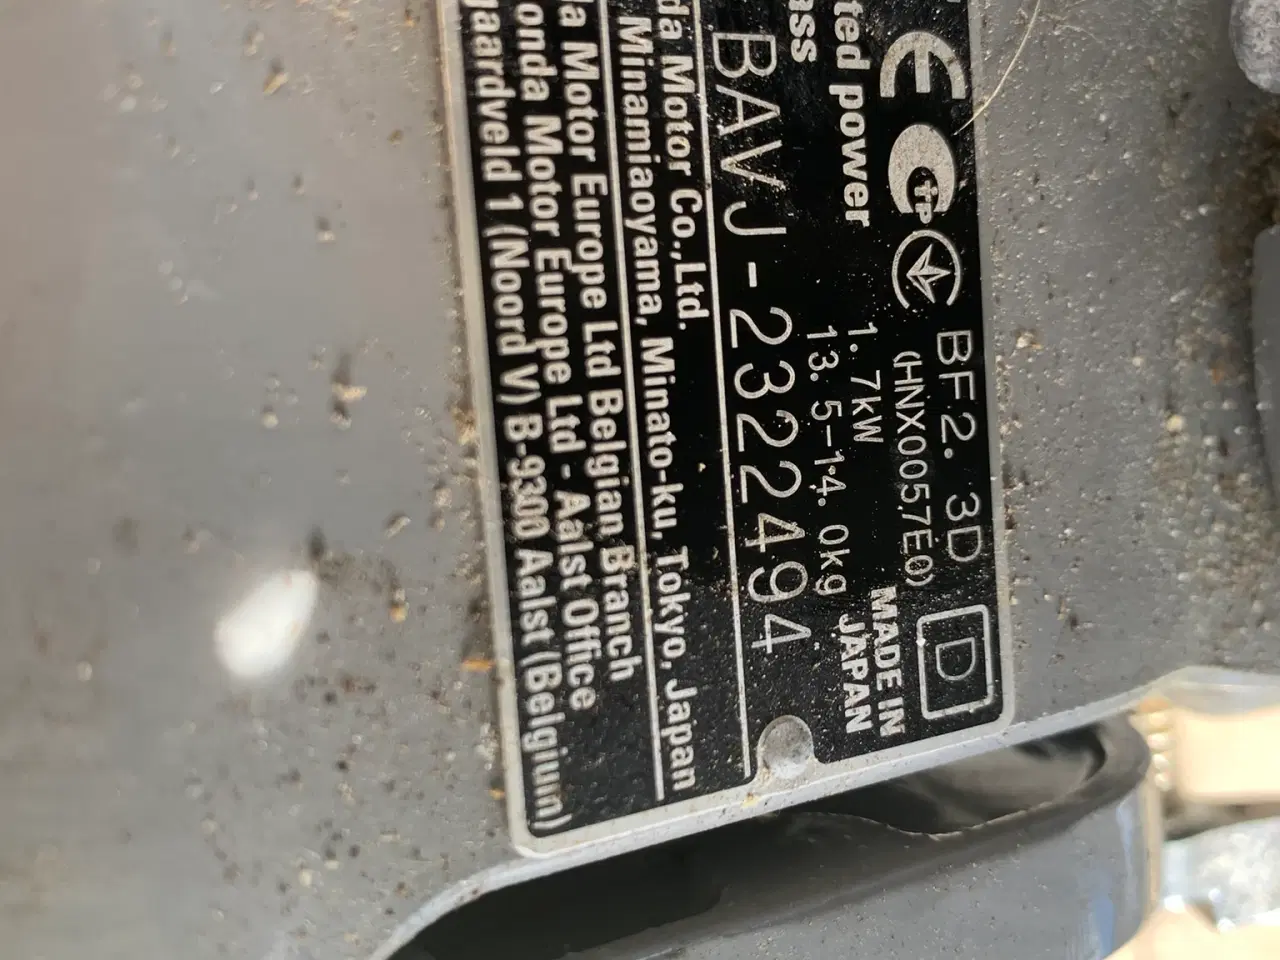 CE BF2.3D D
(HNX0057E0)
ted power 1.7kW MADE IN
ass 13.5-14.0kg JAPAN
BAVJ-2322494
da Motor Co.,Ltd.
Minamiaoyama, Minato-ku, Tokyo, Japan
da Motor Europe Ltd Belgian Branch
onda Motor Europe Ltd - Aalst Office
gaardveld 1 (Noord V) B-9300 Aalst (Belgium)